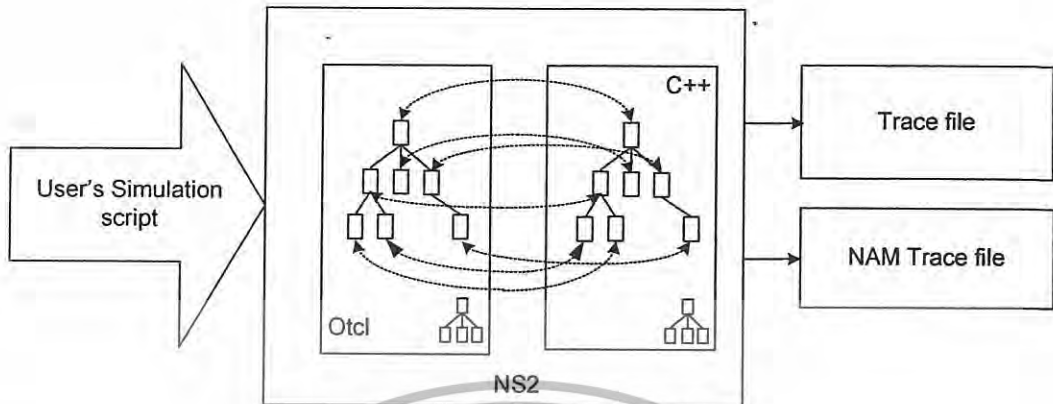 User's Simulation
script
Otcl
C++
NS2
Trace file
NAM Trace file